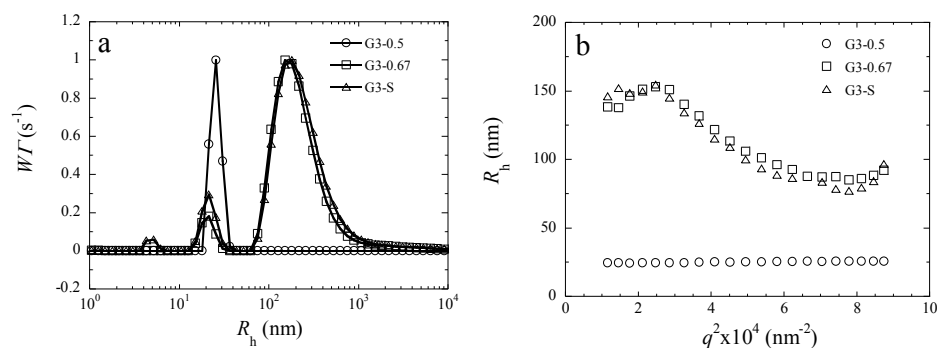 a
G3-0.5
G3-0.67
G3-S
WΓ (s⁻¹)
1.2
1
0.8
0.6
0.4
0.2
0
-0.2
10⁰ 10¹ 10² 10³ 10⁴
Rₕ (nm)
b
G3-0.5
G3-0.67
G3-S
Rₕ (nm)
200
150
100
50
0
0 2 4 6 8 10
q²x10⁴ (nm⁻²)